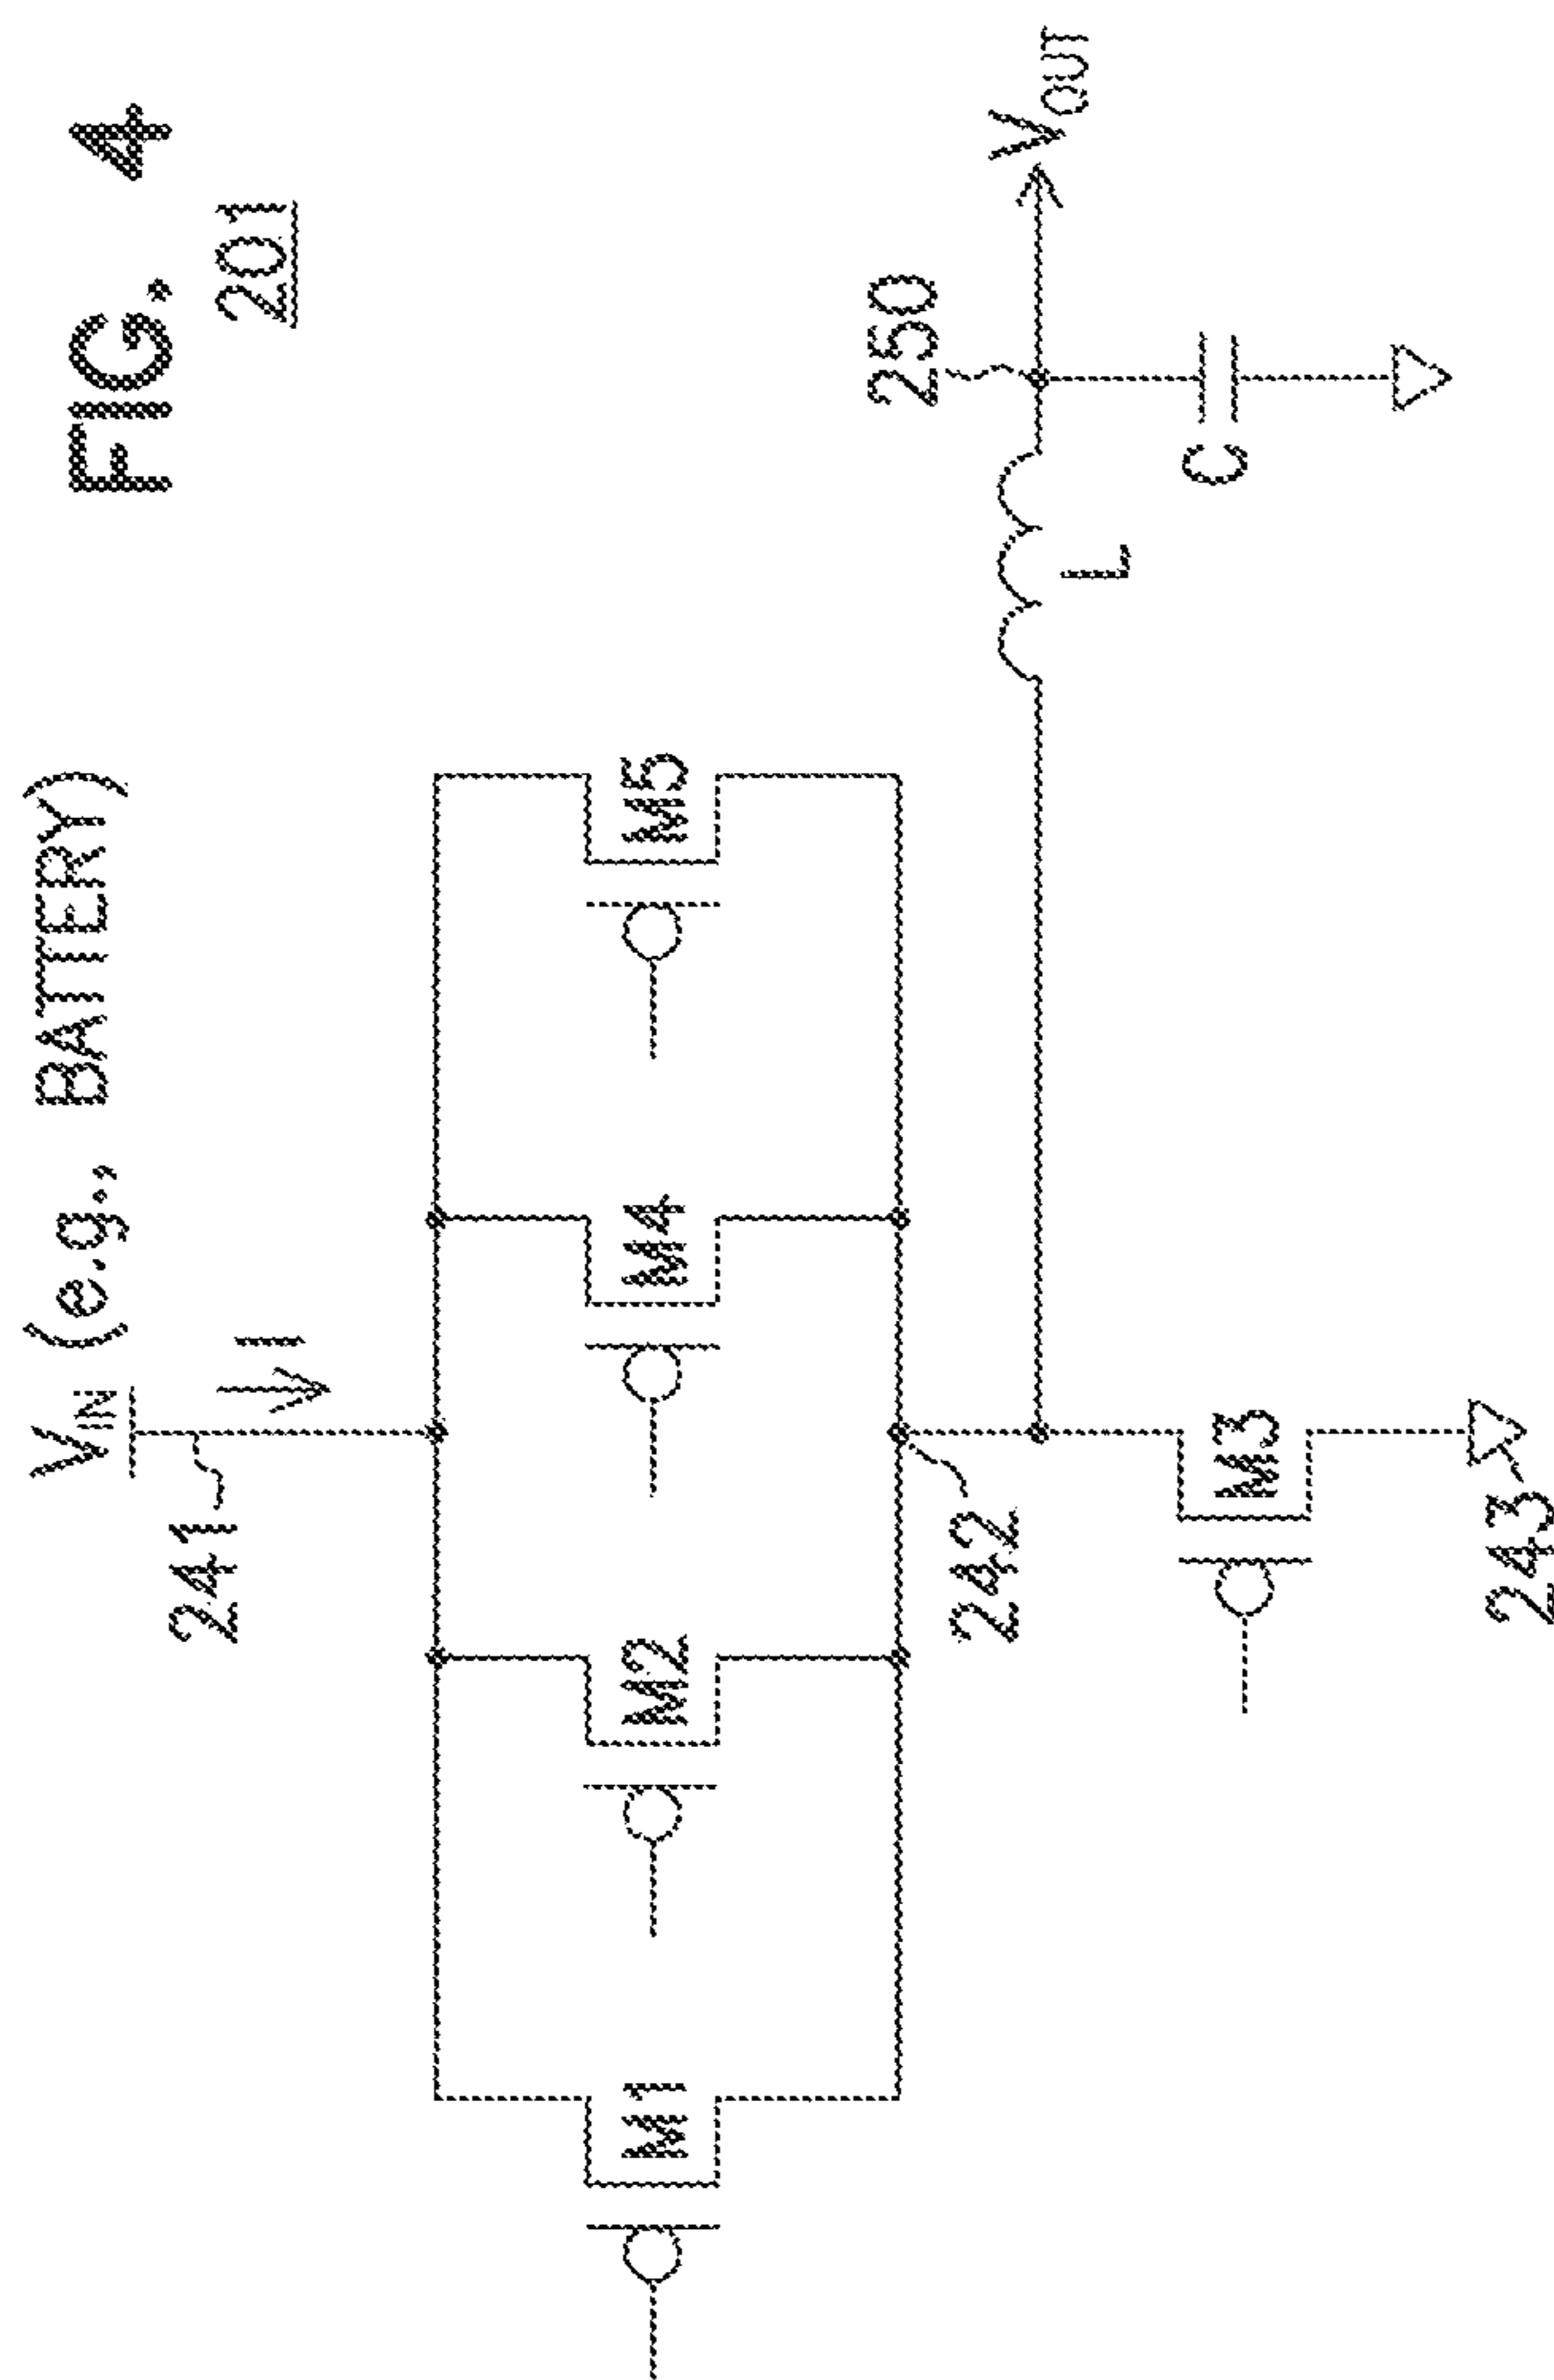 FIG. 4
201
V_IN (e.g., BATTERY)
241
I
M1
M2
M4
M5
242
250
V_OUT
L
C
M3
243